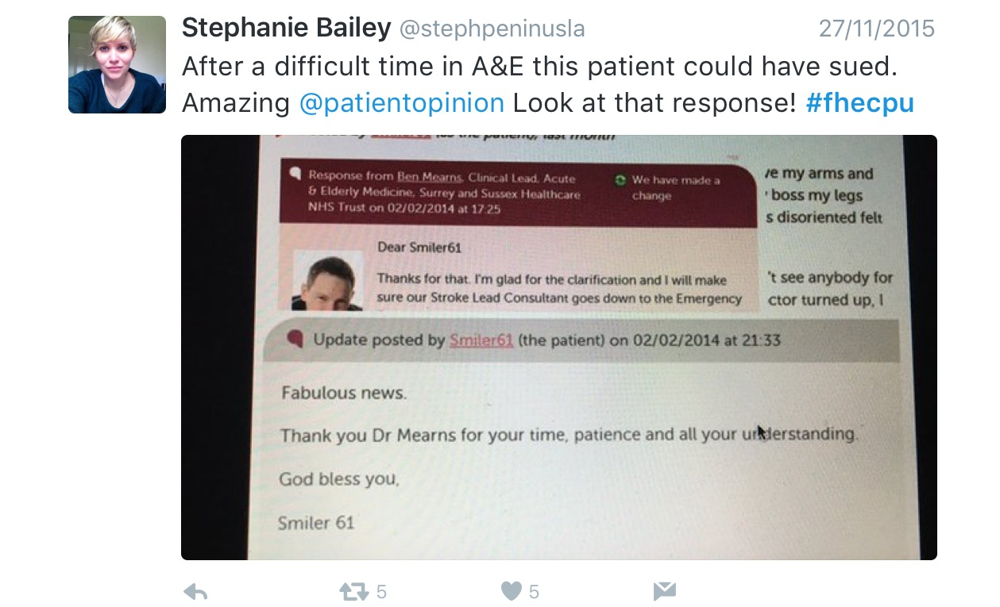 Stephanie Bailey @stephpeninusla 27/11/2015
After a difficult time in A&E this patient could have sued.
Amazing @patientopinion Look at that response! #fhecpu
last month
Response from Ben Mearns, Clinical Lead, Acute
& Elderly Medicine, Surrey and Sussex Healthcare
NHS Trust on 02/02/2014 at 17:25
We have made a
change
Dear Smiler61
Thanks for that. I'm glad for the clarification and I will make
sure our Stroke Lead Consultant goes down to the Emergency
my arms and
boss my legs
s disoriented felt
't see anybody for
ctor turned up, I
Update posted by Smiler61 (the patient) on 02/02/2014 at 21:33
Fabulous news.
Thank you Dr Mearns for your time, patience and all your understanding.
God bless you,
Smiler 61
5 5